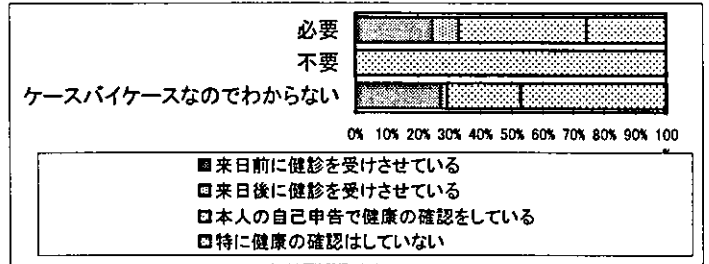 必要
不要
ケースバイケースなのでわからない
0% 10% 20% 30% 40% 50% 60% 70% 80% 90% 100
%
■来日前に健診を受けさせている
□来日後に健診を受けさせている
□本人の自己申告で健康の確認をしている
□特に健康の確認はしていない